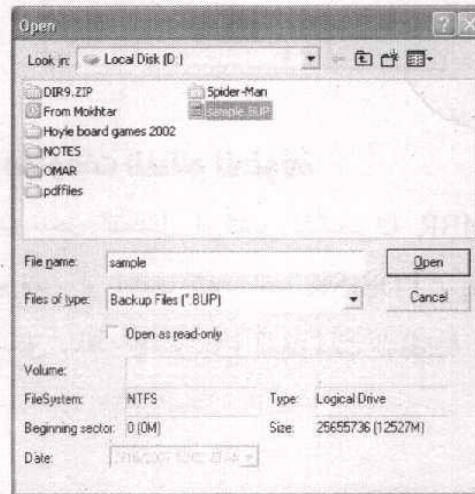 Open
Look in: Local Disk (D:)
DIR9.ZIP
From Mokhtar
Hoyle board games 2002
NOTES
OMAR
pdffiles
Spider-Man
sample.BUP
File name: sample Open
Files of type: Backup Files (*.BUP) Cancel
Open as read-only
Volume:
FileSystem: NTFS Type: Logical Drive
Beginning sector: 0 (0M) Size: 25655736 (12527M)
Date: